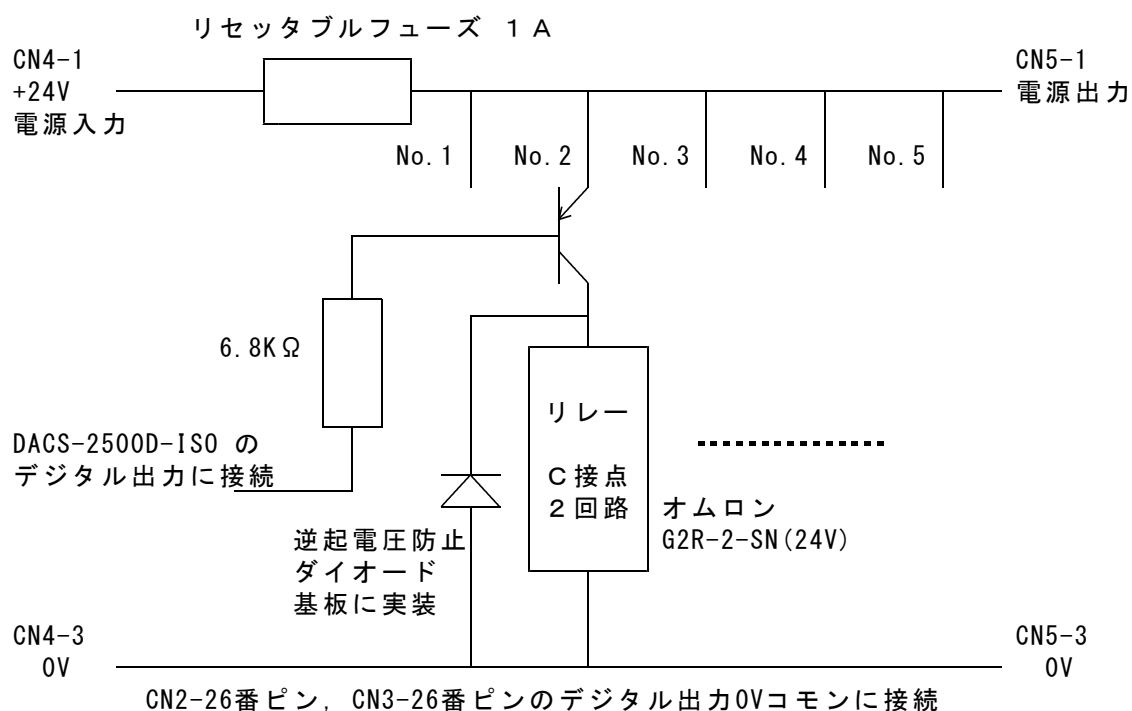 リセッタブルフューズ １Ａ
CN4-1
+24V
電源入力
CN5-1
電源出力
No.1
No.2
No.3
No.4
No.5
6.8KΩ
DACS-2500D-ISO の
デジタル出力に接続
リレー
Ｃ接点
２回路
オムロン
G2R-2-SN(24V)
逆起電圧防止
ダイオード
基板に実装
CN4-3
0V
CN5-3
0V
CN2-26番ピン, CN3-26番ピンのデジタル出力0Vコモンに接続